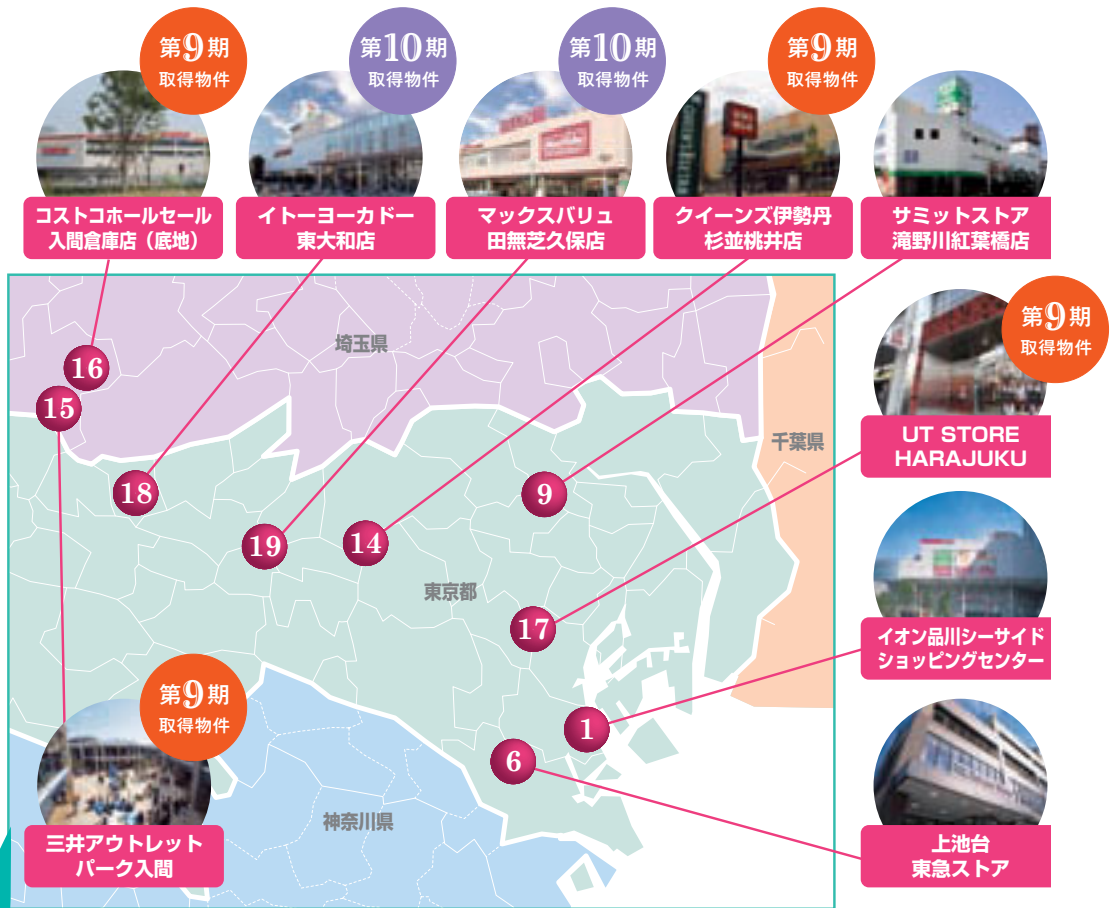 第9期
取得物件
第10期
取得物件
第10期
取得物件
第9期
取得物件
コストコホールセール
入間倉庫店（底地）
イトーヨーカドー
東大和店
マックスバリュ
田無芝久保店
クイーンズ伊勢丹
杉並桃井店
サミットストア
滝野川紅葉橋店
埼玉県
千葉県
東京都
神奈川県
16
15
18
19
14
9
17
1
6
第9期
取得物件
UT STORE
HARAJUKU
イオン品川シーサイド
ショッピングセンター
上池台
東急ストア
第9期
取得物件
三井アウトレット
パーク入間